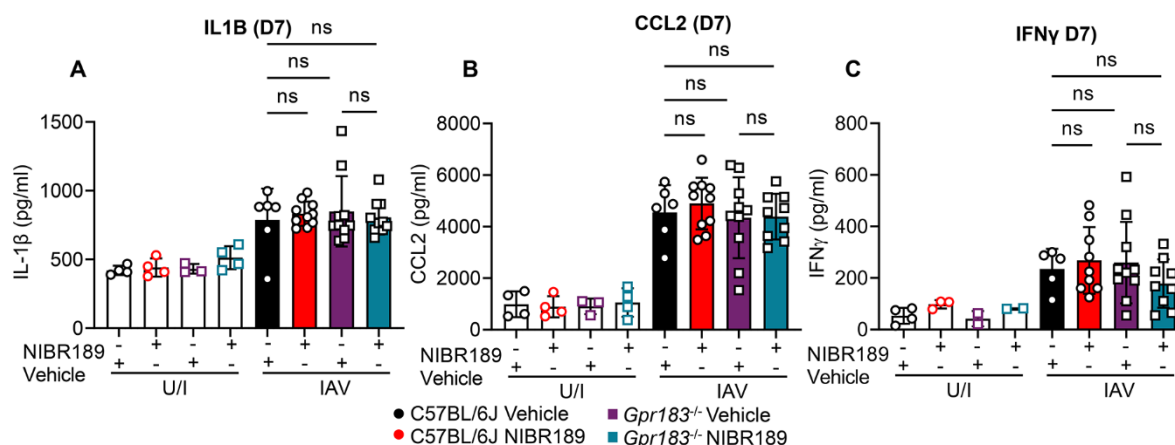 IL1B (D7)
CCL2 (D7)
IFNγ D7)
A
B
C
ns
ns
ns
ns
ns
ns
ns
ns
ns
ns
ns
ns
IL-1β (pg/ml)
1500
1000
500
0
CCL2 (pg/ml)
8000
6000
4000
2000
0
IFNγ (pg/ml)
800
600
400
200
0
NIBR189 - + - + - + - +
Vehicle + - + - + - + -
U/I IAV
NIBR189 - + - + - + - +
Vehicle + - + - + - + -
U/I IAV
NIBR189 - + - + - + - +
Vehicle + - + - + - + -
U/I IAV
C57BL/6J Vehicle
Gpr183-/- Vehicle
C57BL/6J NIBR189
Gpr183-/- NIBR189